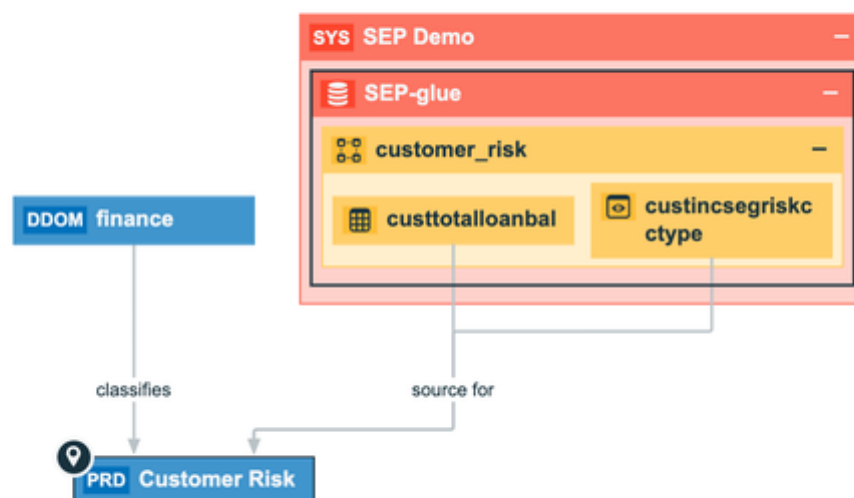 SYS SEP Demo
SEP-glue
customer_risk
DDOM finance
custtotalloanbal
custincsegriskc
ctype
classifies
source for
PRD Customer Risk